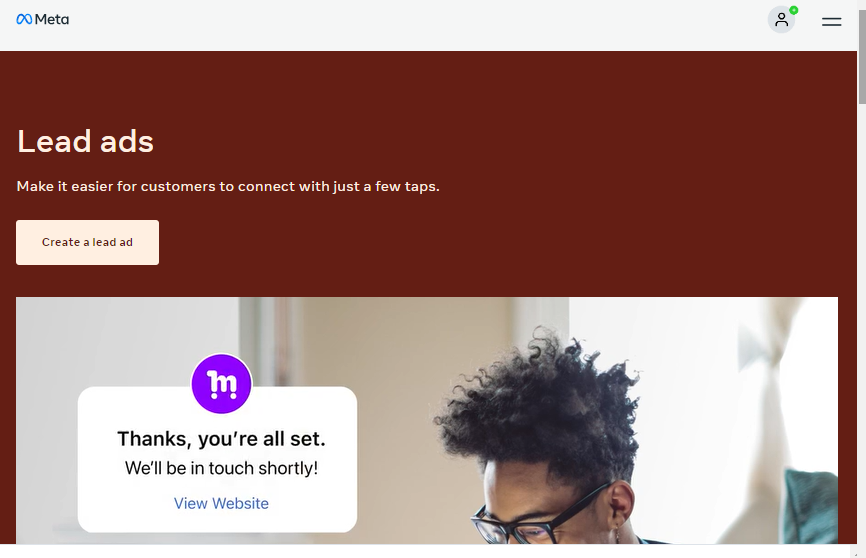 Meta
Lead ads
Make it easier for customers to connect with just a few taps.
Create a lead ad
m
Thanks, you’re all set.
We’ll be in touch shortly!
View Website